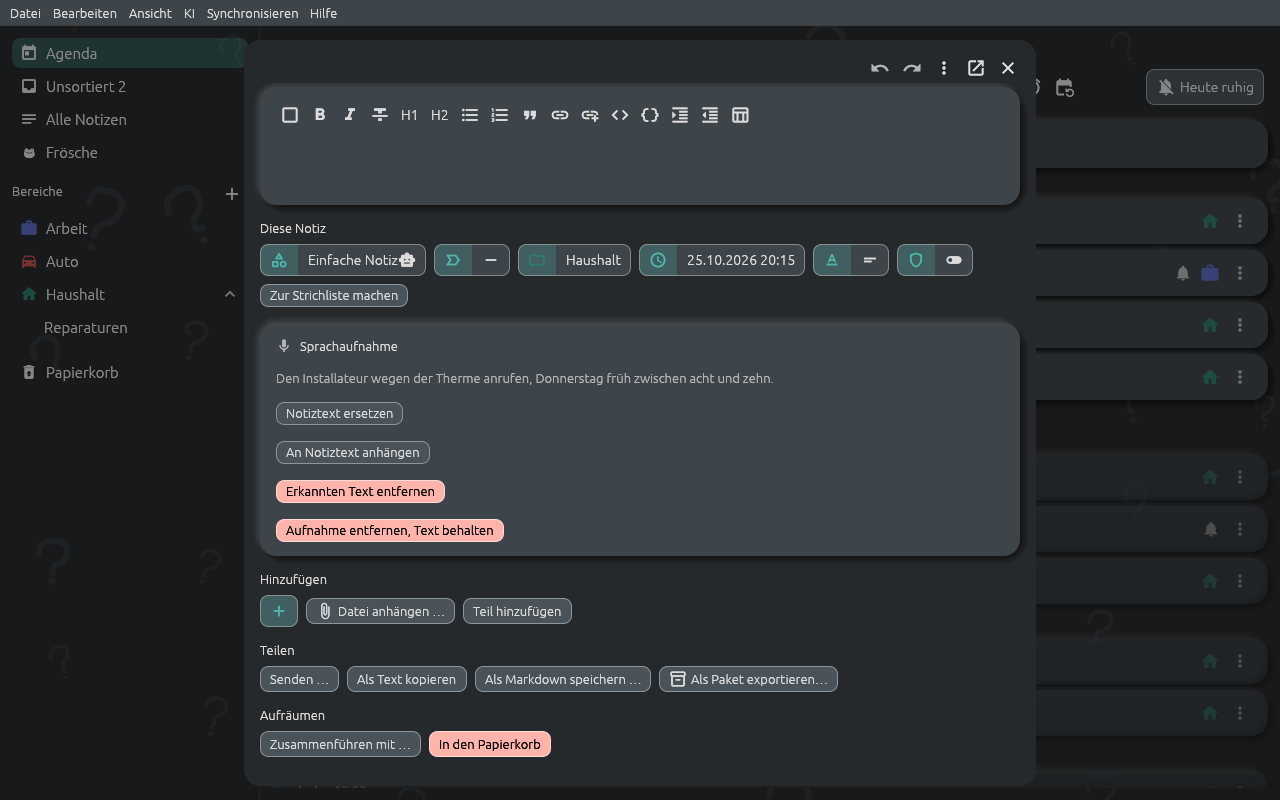 Datei Bearbeiten Ansicht KI Synchronisieren Hilfe
Agenda
Unsortiert 2
Alle Notizen
Frösche
Bereiche
Arbeit
Auto
Haushalt
Reparaturen
Papierkorb
Heute ruhig
H1 H2
Diese Notiz
Einfache Notiz
Haushalt
25.10.2026 20:15
Zur Strichliste machen
Sprachaufnahme
Den Installateur wegen der Therme anrufen, Donnerstag früh zwischen acht und zehn.
Notiztext ersetzen
An Notiztext anhängen
Erkannten Text entfernen
Aufnahme entfernen, Text behalten
Hinzufügen
Datei anhängen … Teil hinzufügen
Teilen
Senden … Als Text kopieren Als Markdown speichern … Als Paket exportieren…
Aufräumen
Zusammenführen mit … In den Papierkorb